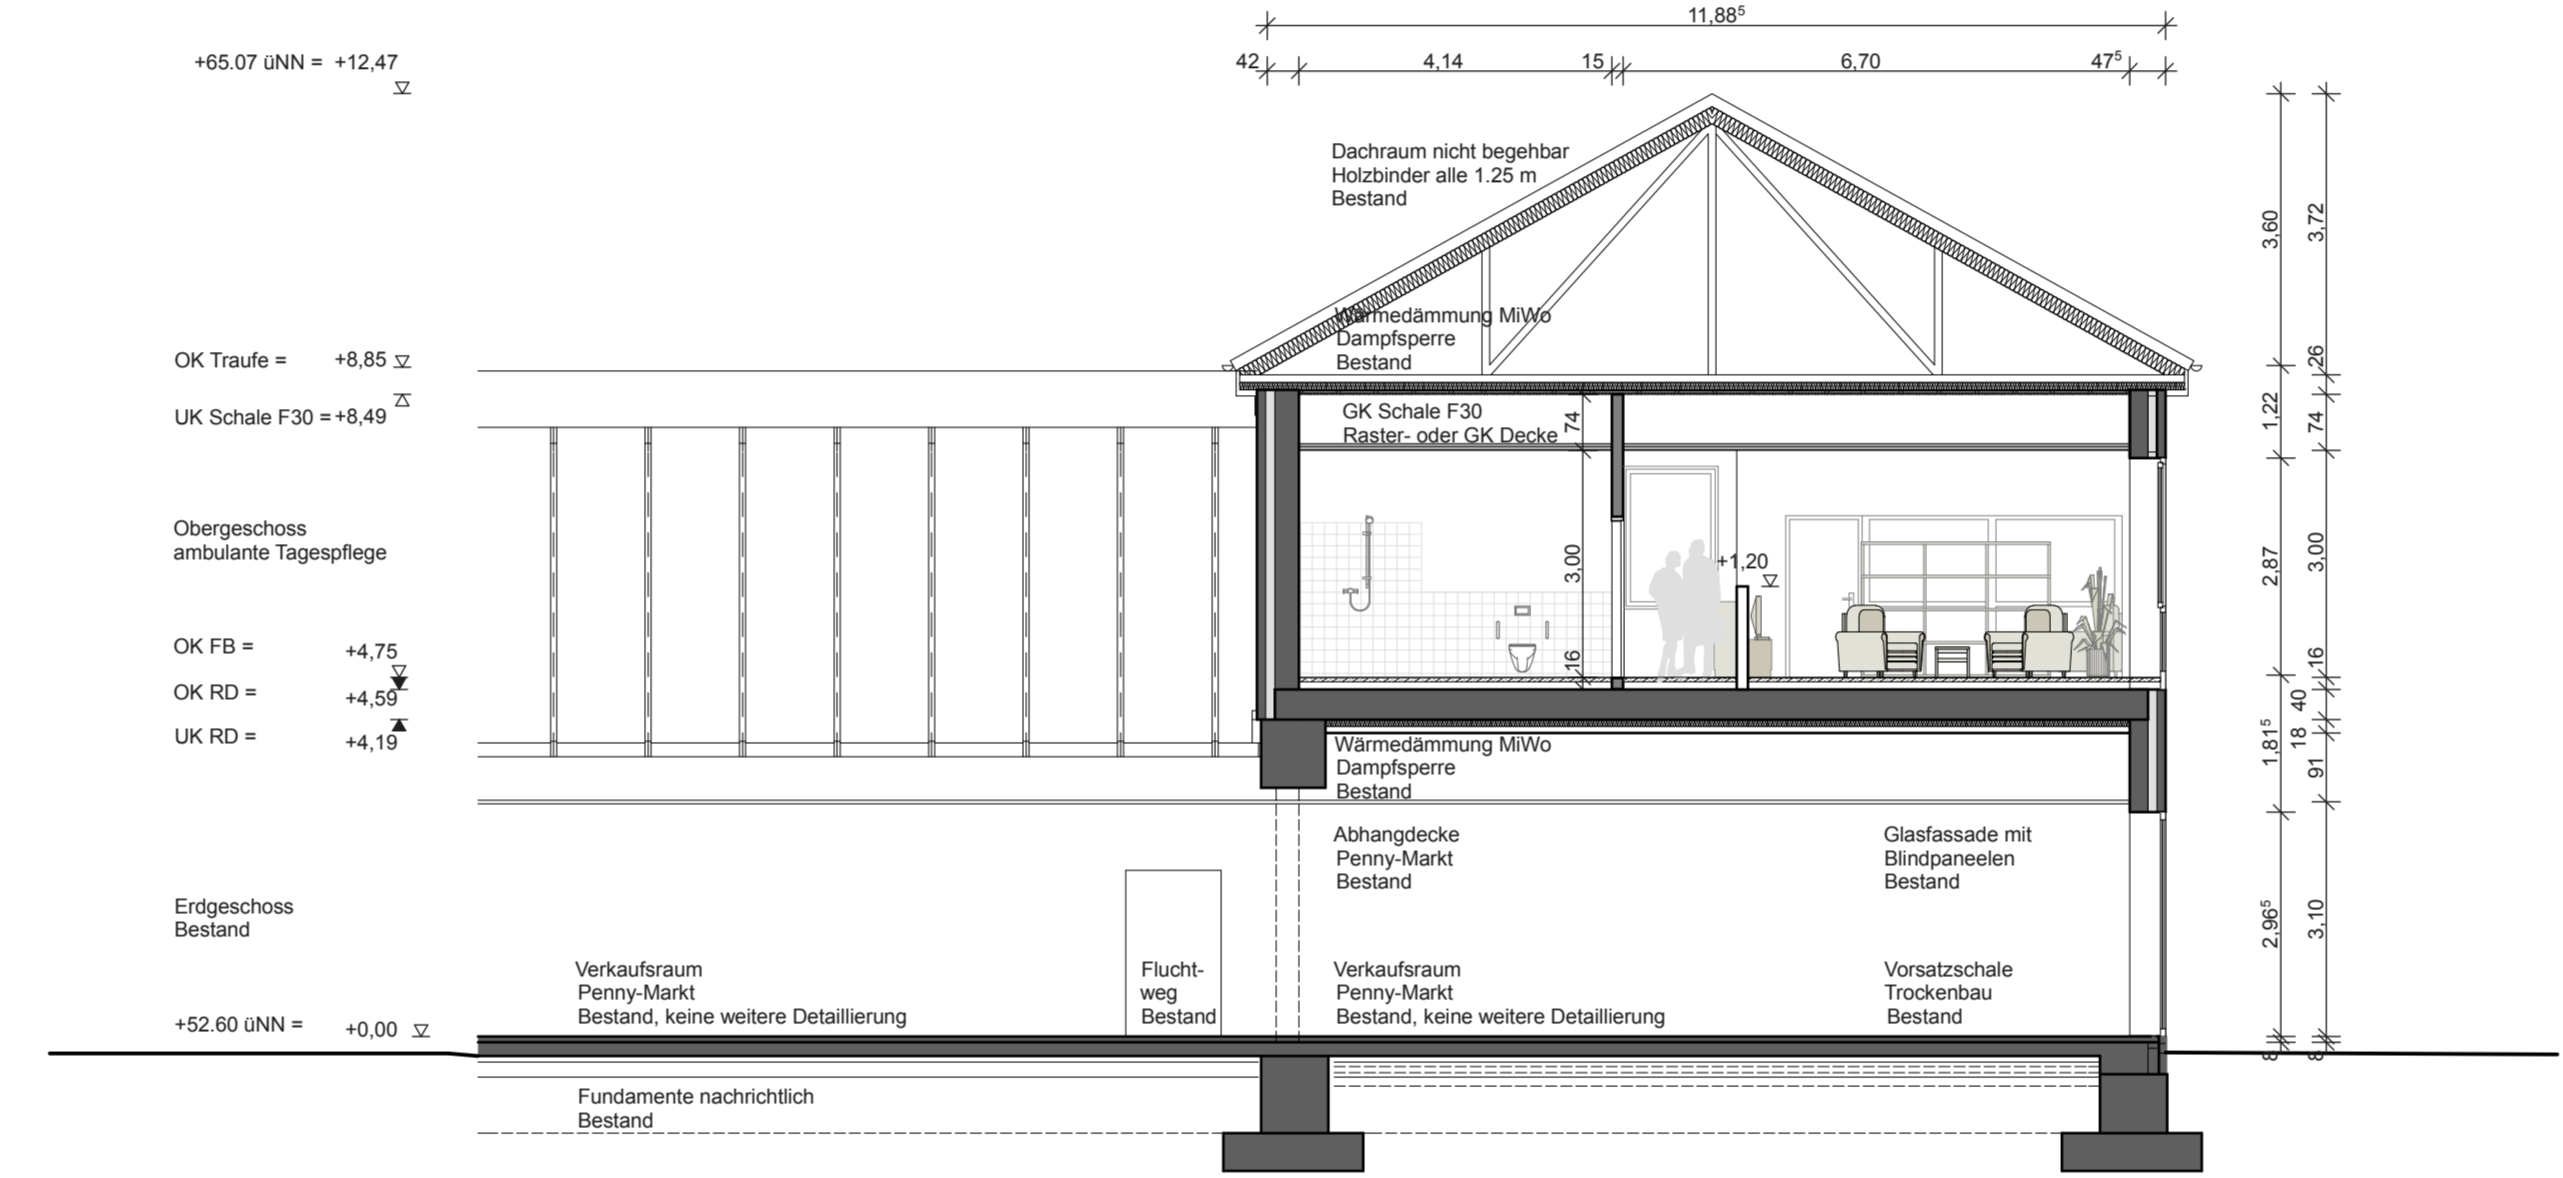 11,88⁵
42 4,14 15 6,70 47⁵
+65.07 üNN = +12,47
Dachraum nicht begehbar
Holzbinder alle 1.25 m
Bestand
Wärmedämmung MiWo
Dampfsperre
Bestand
OK Traufe = +8,85
UK Schale F30 = +8,49
GK Schale F30
Raster- oder GK Decke
74
Obergeschoss
ambulante Tagespflege
3,00
+1,20
16
OK FB = +4,75
OK RD = +4,59
UK RD = +4,19
Wärmedämmung MiWo
Dampfsperre
Bestand
Abhangdecke
Penny-Markt
Bestand
Glasfassade mit
Blindpaneelen
Bestand
Erdgeschoss
Bestand
Verkaufsraum
Penny-Markt
Bestand, keine weitere Detaillierung
Flucht-
weg
Bestand
Verkaufsraum
Penny-Markt
Bestand, keine weitere Detaillierung
Vorsatzschale
Trockenbau
Bestand
+52.60 üNN = +0,00
Fundamente nachrichtlich
Bestand
3,60
1,22
2,87
1,81⁵
2,96⁵
8
3,72
26
74
3,00
16
40
18
91
3,10
8